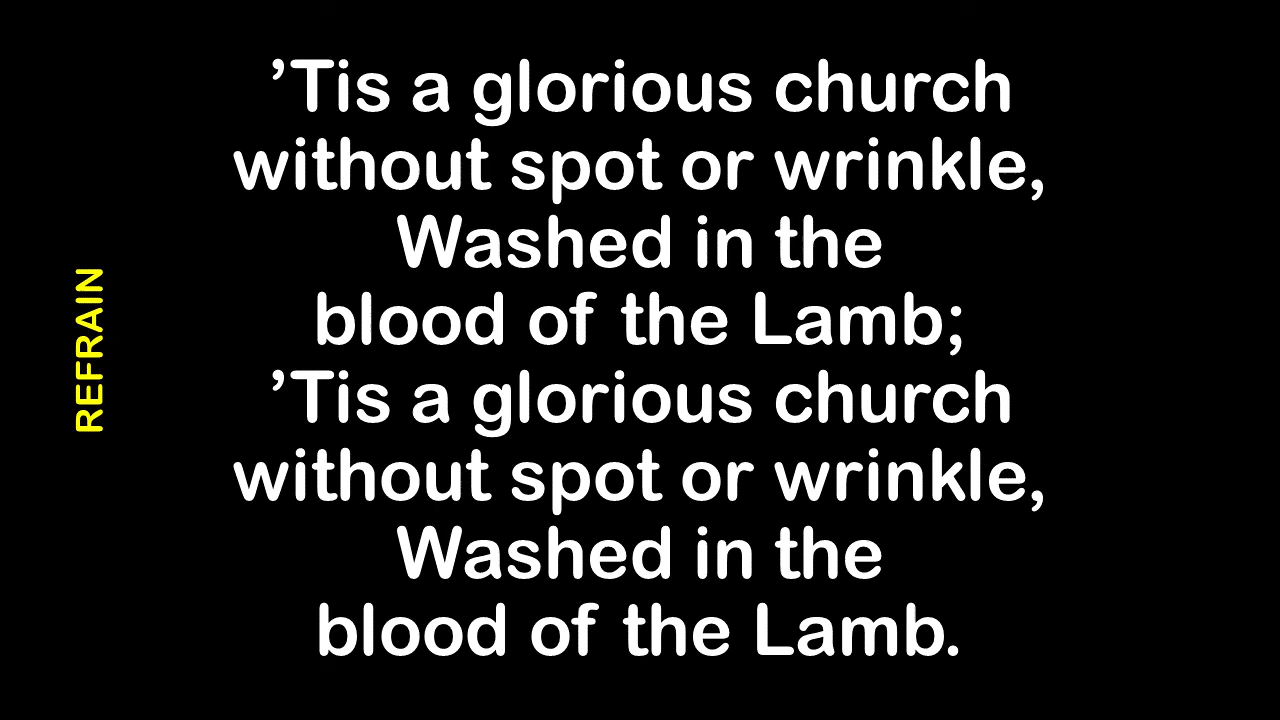 REFRAIN
’Tis a glorious church
without spot or wrinkle,
Washed in the
blood of the Lamb;
’Tis a glorious church
without spot or wrinkle,
Washed in the
blood of the Lamb.